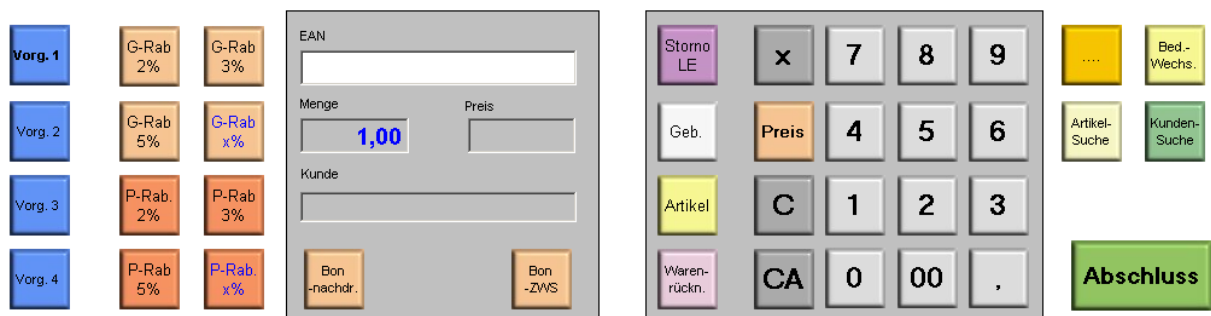 Vorg. 1
G-Rab
2%
G-Rab
3%
EAN
Storno
LE
x
7
8
9
....
Bed.-
Wechs.
Vorg. 2
G-Rab
5%
G-Rab
x%
Menge
Preis
1,00
Geb.
Preis
4
5
6
Artikel-
Suche
Kunden-
Suche
Vorg. 3
P-Rab.
2%
P-Rab
3%
Kunde
Artikel
C
1
2
3
Vorg. 4
P-Rab
5%
P-Rab.
x%
Bon
-nachdr.
Bon
-ZWS
Waren-
rückn.
CA
0
00
,
Abschluss